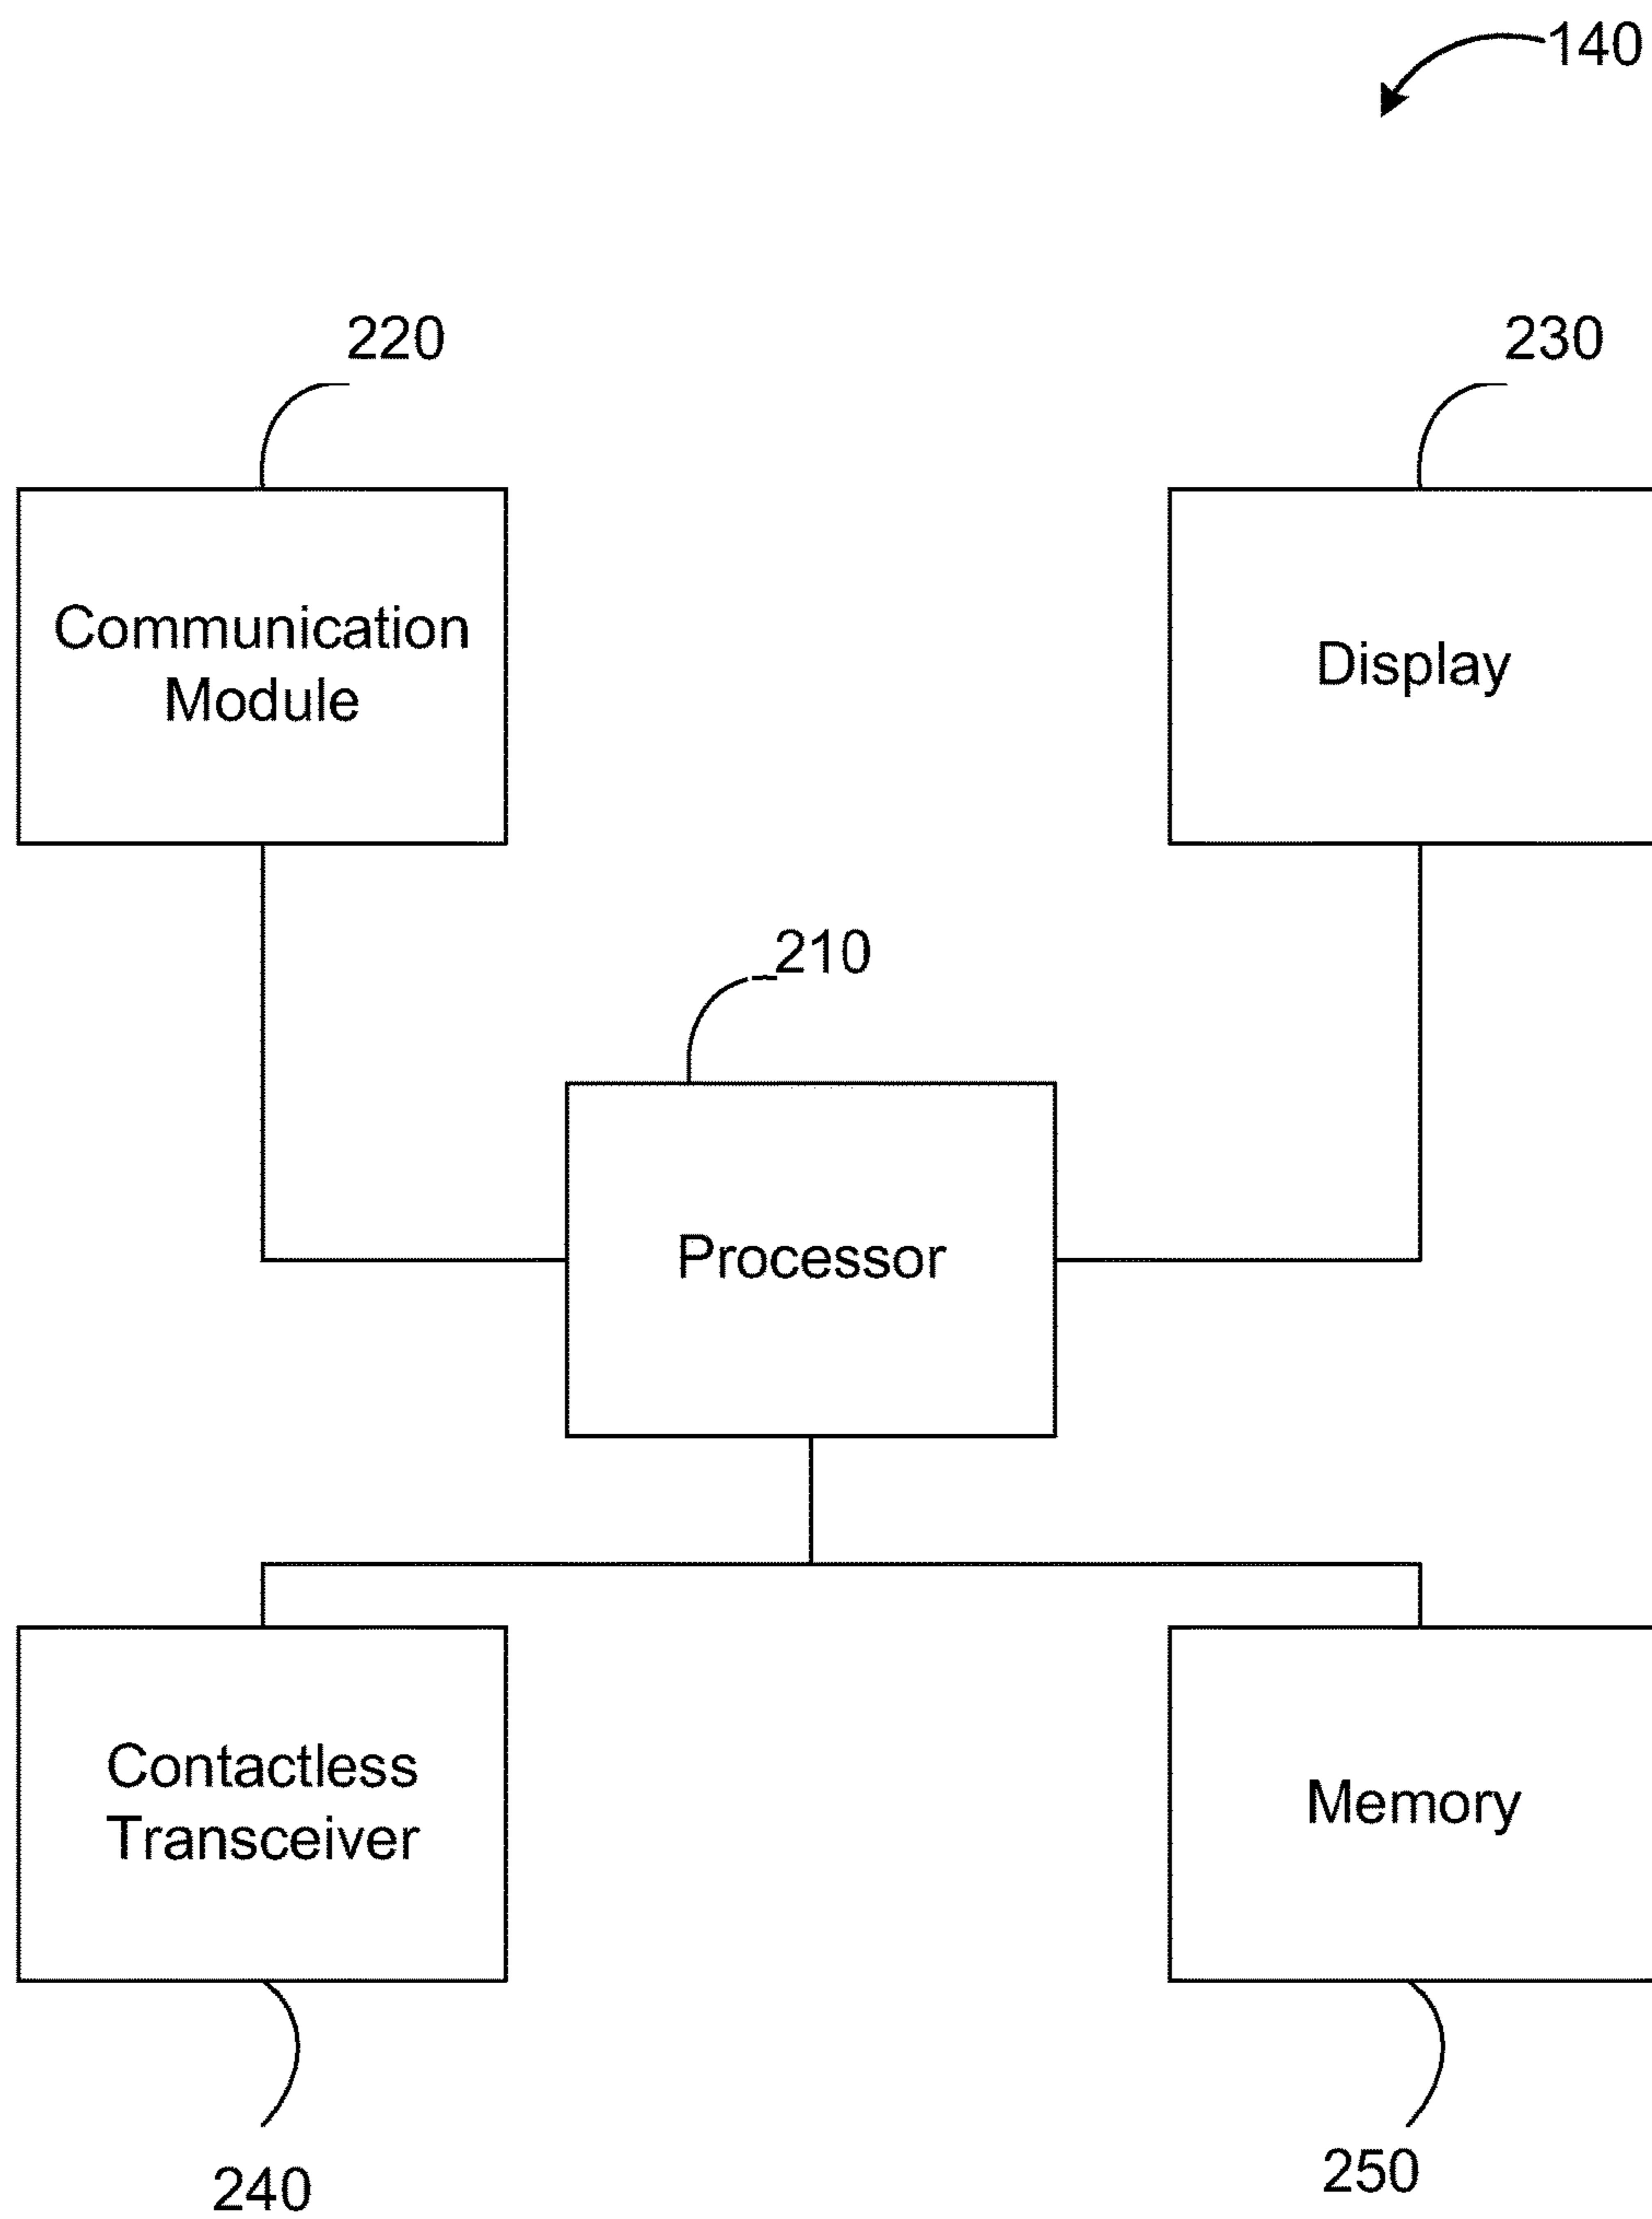 140
220
230
Communication
Module
Display
210
Processor
Contactless
Transceiver
Memory
240
250